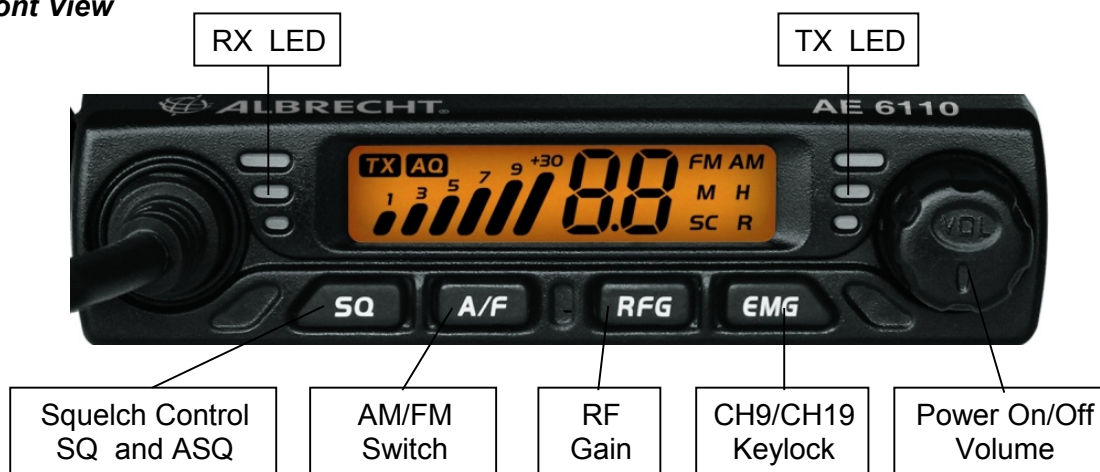 ont View
RX LED
TX LED
ALBRECHT®
AE 6110
TX AQ
1 3 5 7 9 +30
8.8
FM AM
M H
SC R
VOL
SQ
A/F
RFG
EMG
Squelch Control
SQ and ASQ
AM/FM
Switch
RF
Gain
CH9/CH19
Keylock
Power On/Off
Volume